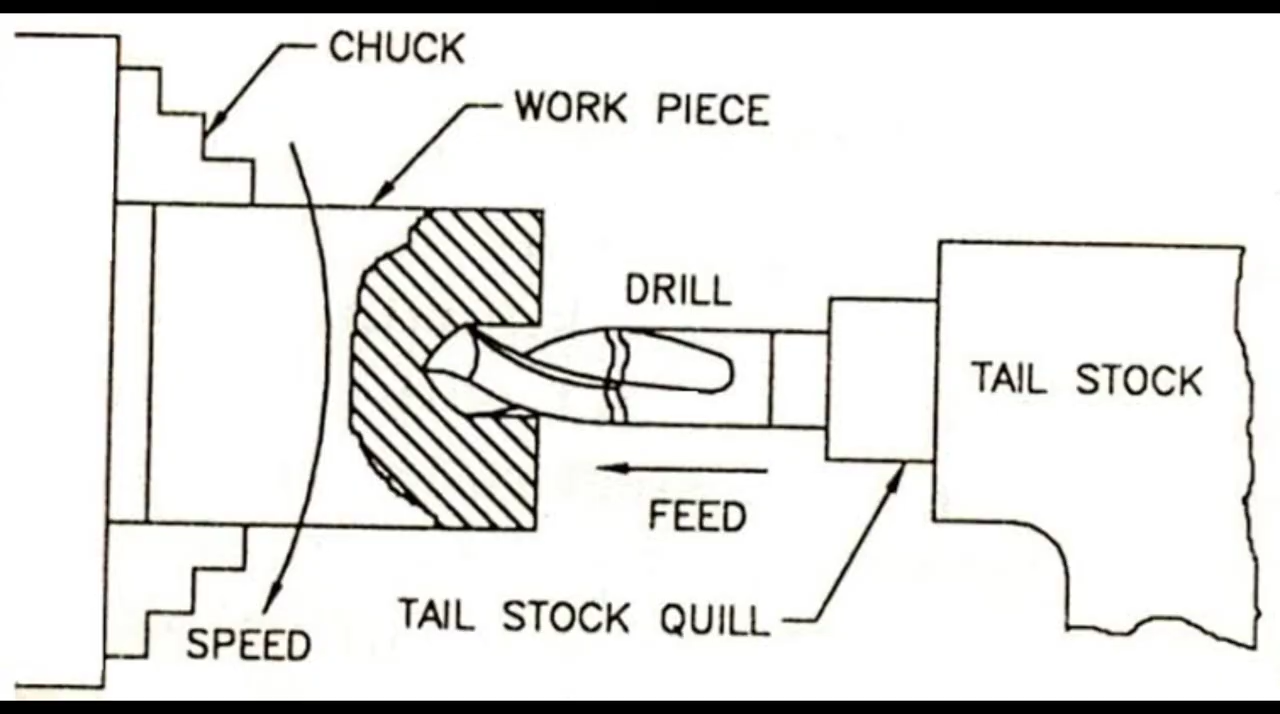 CHUCK
WORK PIECE
DRILL
TAIL STOCK
FEED
TAIL STOCK QUILL
SPEED